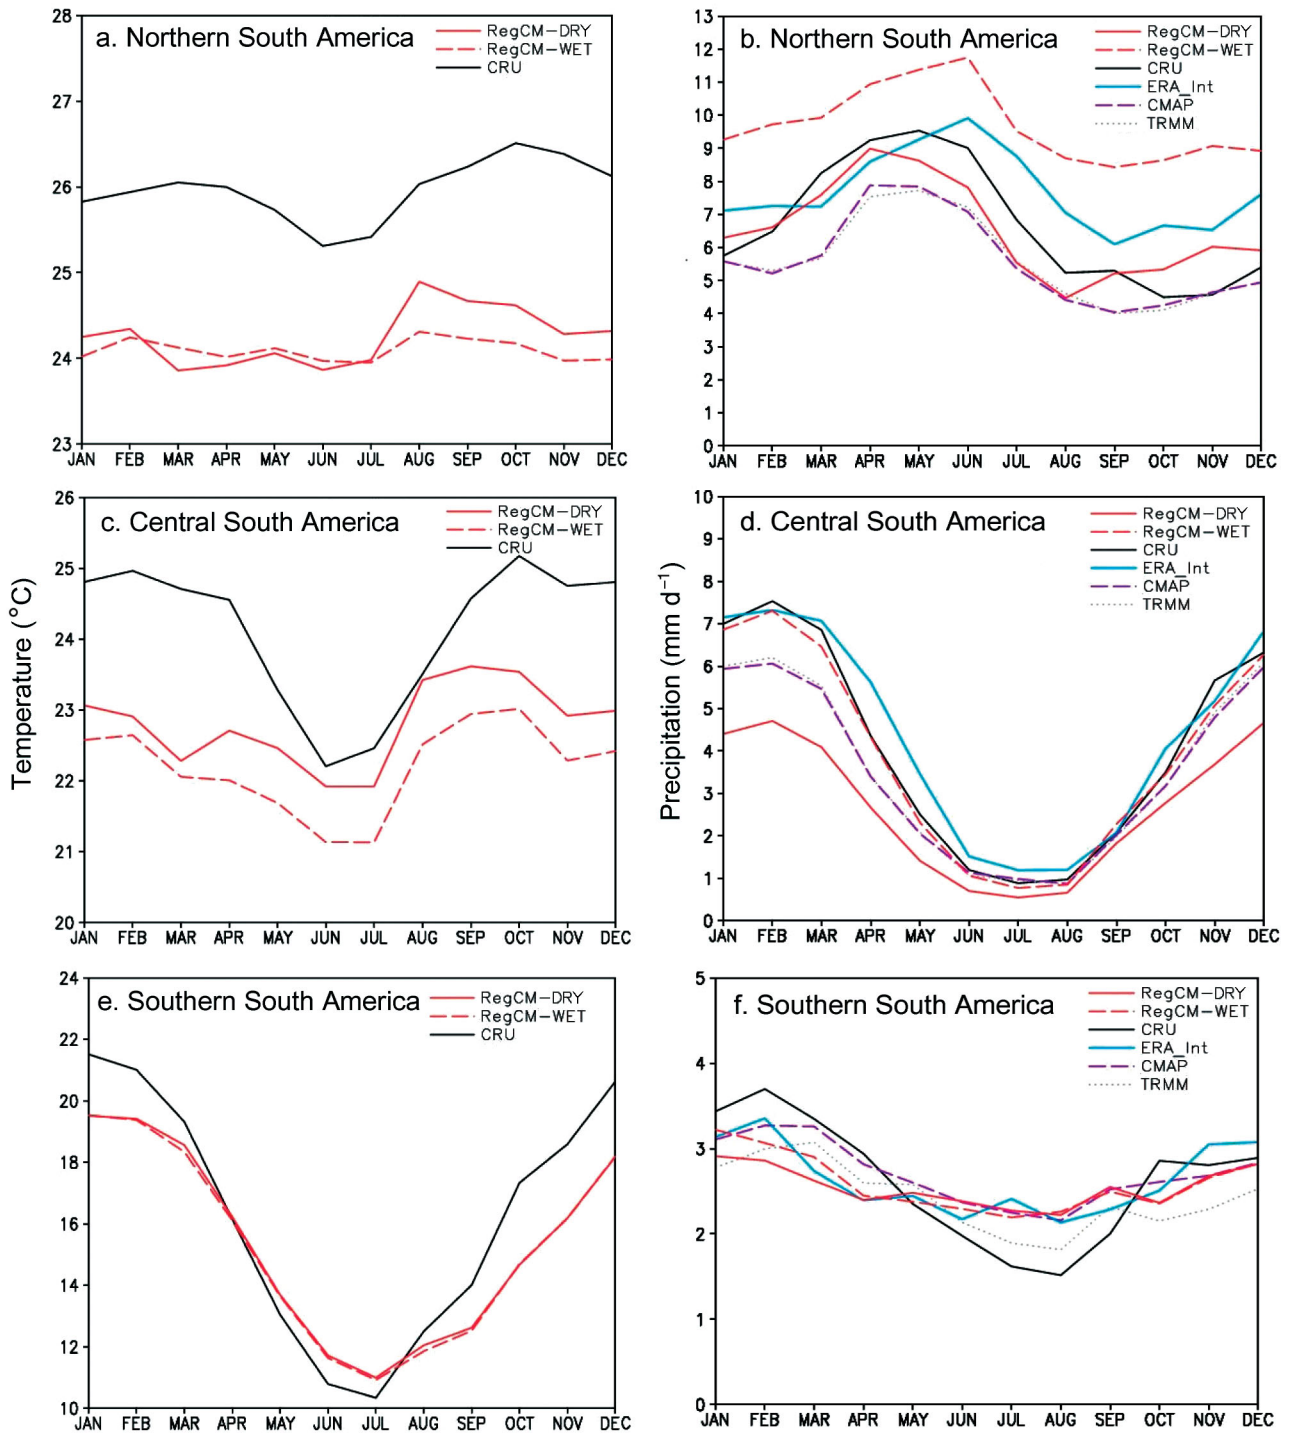 a. Northern South America
RegCM-DRY
RegCM-WET
CRU
28
27
26
25
24
23
JAN FEB MAR APR MAY JUN JUL AUG SEP OCT NOV DEC
b. Northern South America
RegCM-DRY
RegCM-WET
CRU
ERA_Int
CMAP
TRMM
13
12
11
10
9
8
7
6
5
4
3
2
1
0
JAN FEB MAR APR MAY JUN JUL AUG SEP OCT NOV DEC
Temperature (°C)
c. Central South America
RegCM-DRY
RegCM-WET
CRU
26
25
24
23
22
21
20
JAN FEB MAR APR MAY JUN JUL AUG SEP OCT NOV DEC
Precipitation (mm d⁻¹)
d. Central South America
RegCM-DRY
RegCM-WET
CRU
ERA_Int
CMAP
TRMM
10
9
8
7
6
5
4
3
2
1
0
JAN FEB MAR APR MAY JUN JUL AUG SEP OCT NOV DEC
e. Southern South America
RegCM-DRY
RegCM-WET
CRU
24
22
20
18
16
14
12
10
JAN FEB MAR APR MAY JUN JUL AUG SEP OCT NOV DEC
f. Southern South America
RegCM-DRY
RegCM-WET
CRU
ERA_Int
CMAP
TRMM
5
4
3
2
1
0
JAN FEB MAR APR MAY JUN JUL AUG SEP OCT NOV DEC